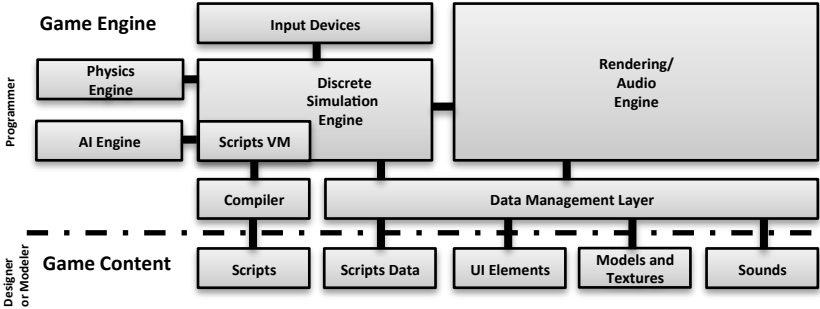 Game Engine
Input Devices
Programmer
Physics
Engine
Discrete
Simulation
Engine
Rendering/
Audio
Engine
AI Engine
Scripts VM
Compiler
Data Management Layer
Designer
or Modeler
Game Content
Scripts
Scripts Data
UI Elements
Models and
Textures
Sounds